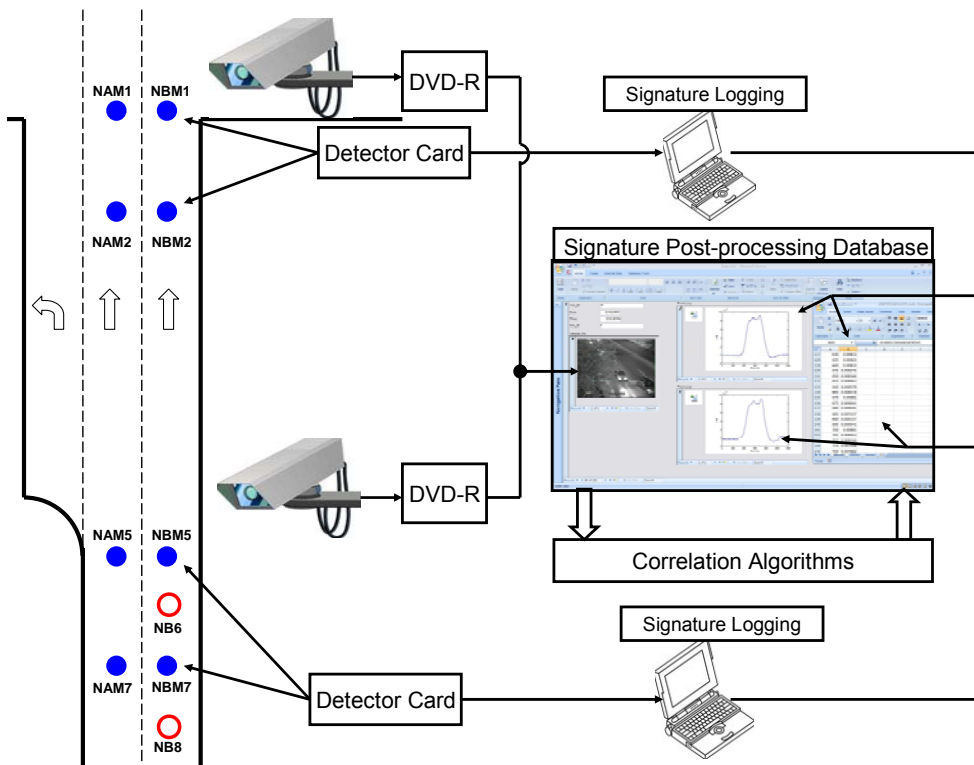 NAM1
NBM1
DVD-R
Signature Logging
Detector Card
NAM2
NBM2
Signature Post-processing Database
DVD-R
NAM5
NBM5
Correlation Algorithms
NB6
Signature Logging
NAM7
NBM7
Detector Card
NB8